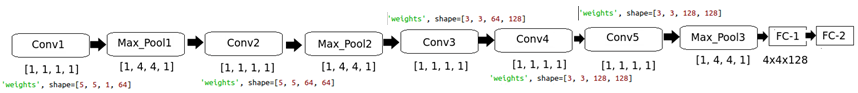 'weights', shape=[3, 3, 64, 128]
'weights', shape=[3, 3, 128, 128]
Conv1
Max_Pool1
Conv2
Max_Pool2
Conv3
Conv4
Conv5
Max_Pool3
FC-1
FC-2
[1, 1, 1, 1]
[1, 4, 4, 1]
[1, 1, 1, 1]
[1, 4, 4, 1]
[1, 1, 1, 1]
[1, 1, 1, 1]
[1, 1, 1, 1]
[1, 4, 4, 1]
4x4x128
'weights', shape=[5, 5, 1, 64]
'weights', shape=[5, 5, 64, 64]
'weights', shape=[3, 3, 128, 128]